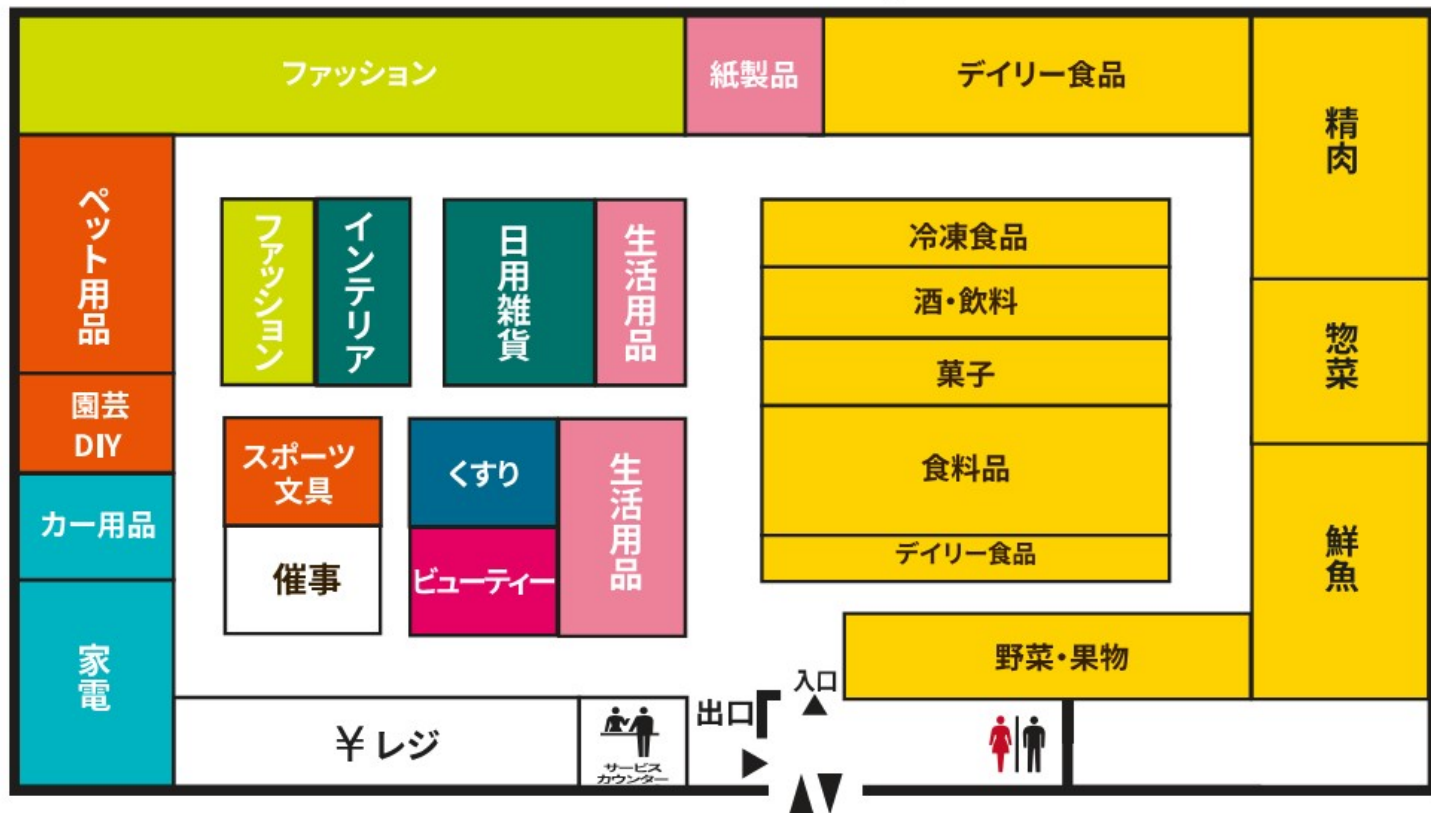 ファッション
紙製品
デイリー食品
精肉
ペット用品
ファッション
インテリア
日用雑貨
生活用品
冷凍食品
酒・飲料
菓子
惣菜
園芸
DIY
スポーツ
文具
くすり
生活用品
食料品
カー用品
催事
ビューティー
デイリー食品
鮮魚
野菜・果物
家電
¥ レジ
サービス
カウンター
出口
入口